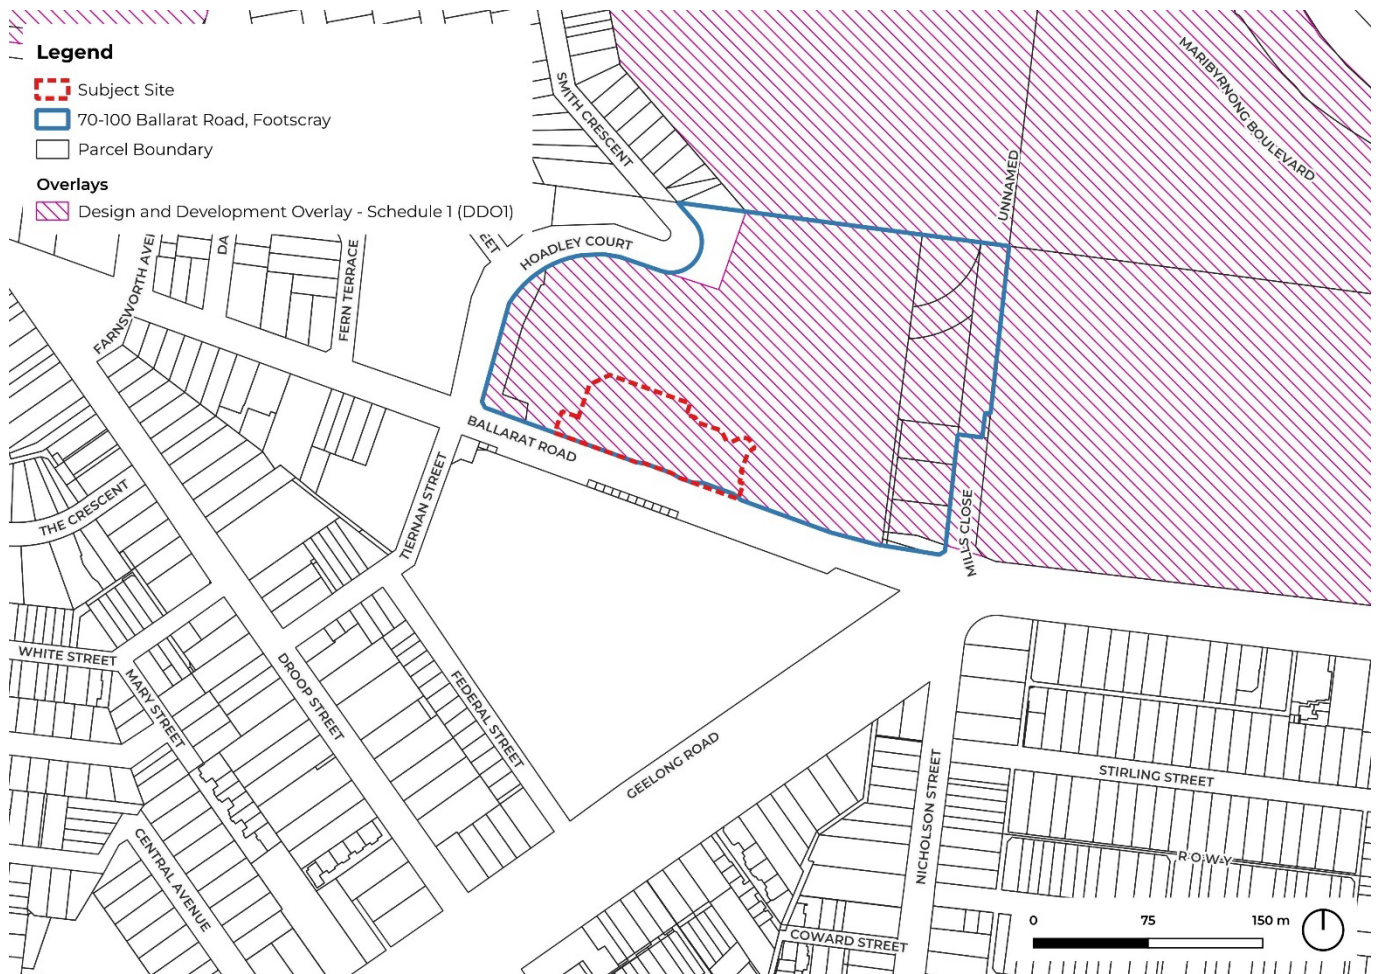 Legend
Subject Site
70-100 Ballarat Road, Footscray
Parcel Boundary
Overlays
Design and Development Overlay - Schedule 1 (DDO1)
SMITH CRESCENT
MARIBYRNONG BOULEVARD
UNNAMED
HOADLEY COURT
EET
DA
FARNSWORTH AVEN
FERN TERRACE
BALLARAT ROAD
TIERNAN STREET
THE CRESCENT
MILLS CLOSE
WHITE STREET
MARY STREET
DROOP STREET
FEDERAL STREET
GEELONG ROAD
NICHOLSON STREET
STIRLING STREET
CENTRAL AVENUE
R O W Y
COWARD STREET
0 75 150 m